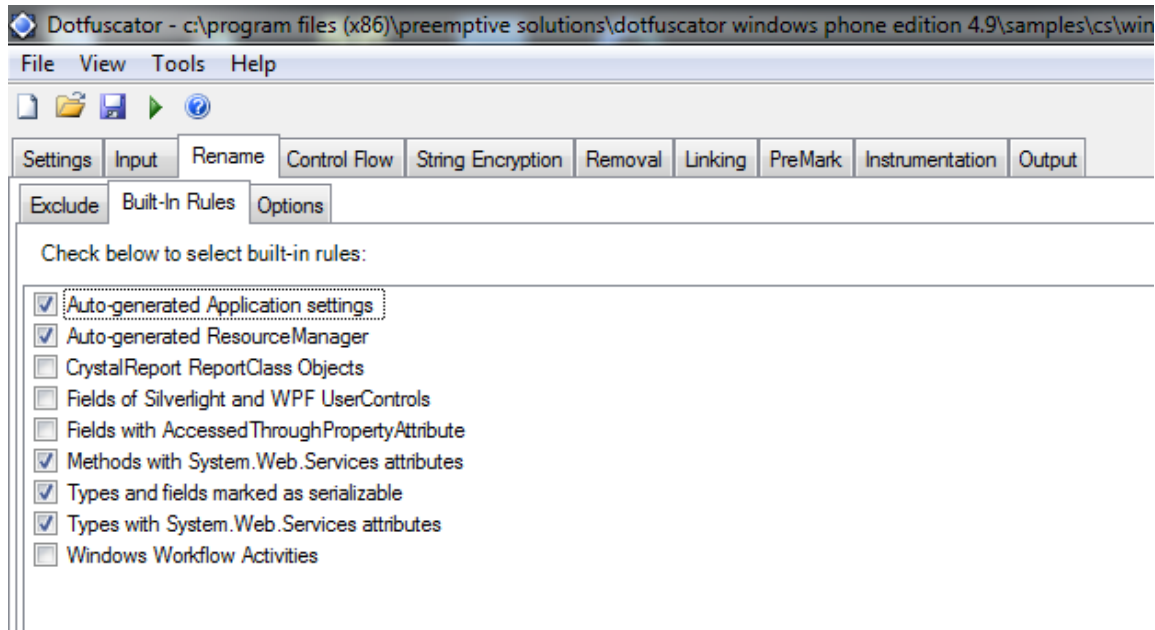 Dotfuscator - c:\program files (x86)\preemptive solutions\dotfuscator windows phone edition 4.9\samples\cs\win
File View Tools Help
Settings Input Rename Control Flow String Encryption Removal Linking PreMark Instrumentation Output
Exclude Built-In Rules Options
Check below to select built-in rules:
Auto-generated Application settings
Auto-generated ResourceManager
CrystalReport ReportClass Objects
Fields of Silverlight and WPF UserControls
Fields with AccessedThroughPropertyAttribute
Methods with System.Web.Services attributes
Types and fields marked as serializable
Types with System.Web.Services attributes
Windows Workflow Activities